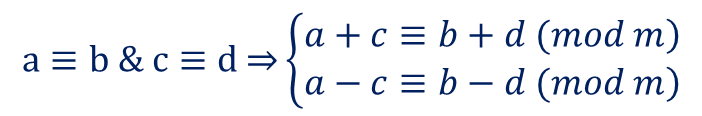 a ≡ b & c ≡ d ⇒ { a + c ≡ b + d (mod m)
a − c ≡ b − d (mod m)